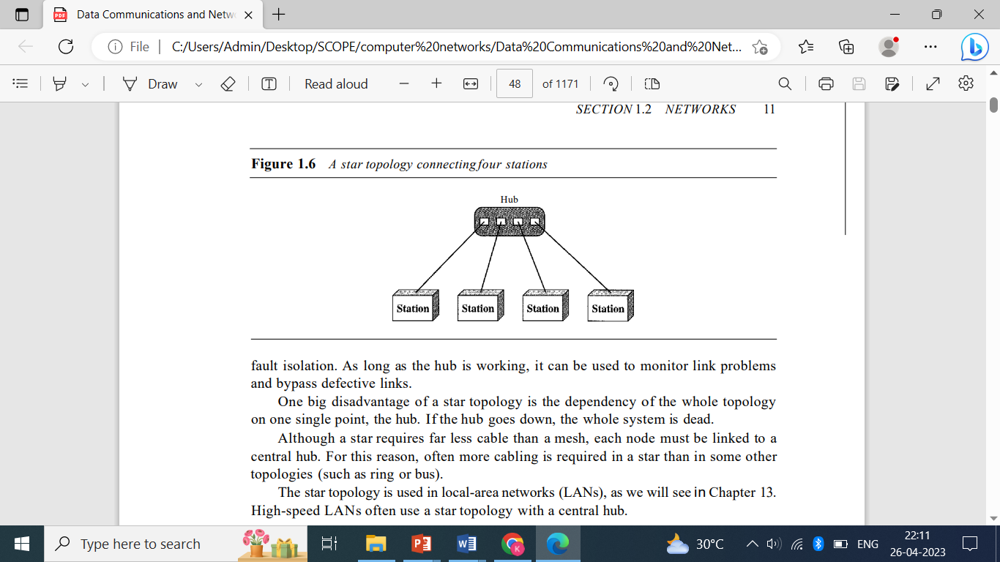 Data Communications and Netw
File
C:/Users/Admin/Desktop/SCOPE/computer%20networks/Data%20Communications%20and%20Net...
Draw
Read aloud
48
of 1171
SECTION 1.2 NETWORKS 11
Figure 1.6 A star topology connecting four stations
Hub
Station Station Station Station
fault isolation. As long as the hub is working, it can be used to monitor link problems
and bypass defective links.
One big disadvantage of a star topology is the dependency of the whole topology
on one single point, the hub. If the hub goes down, the whole system is dead.
Although a star requires far less cable than a mesh, each node must be linked to a
central hub. For this reason, often more cabling is required in a star than in some other
topologies (such as ring or bus).
The star topology is used in local-area networks (LANs), as we will see in Chapter 13.
High-speed LANs often use a star topology with a central hub.
Type here to search
30°C
ENG
22:11
26-04-2023